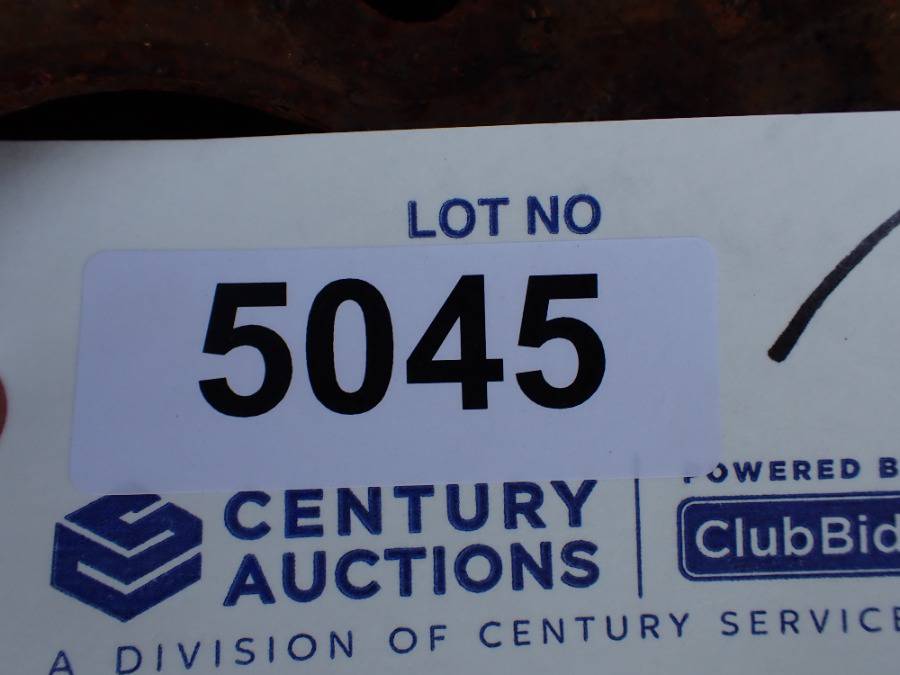 LOT NO
5045
CENTURY
AUCTIONS
POWERED B
ClubBid
A DIVISION OF CENTURY SERVICE